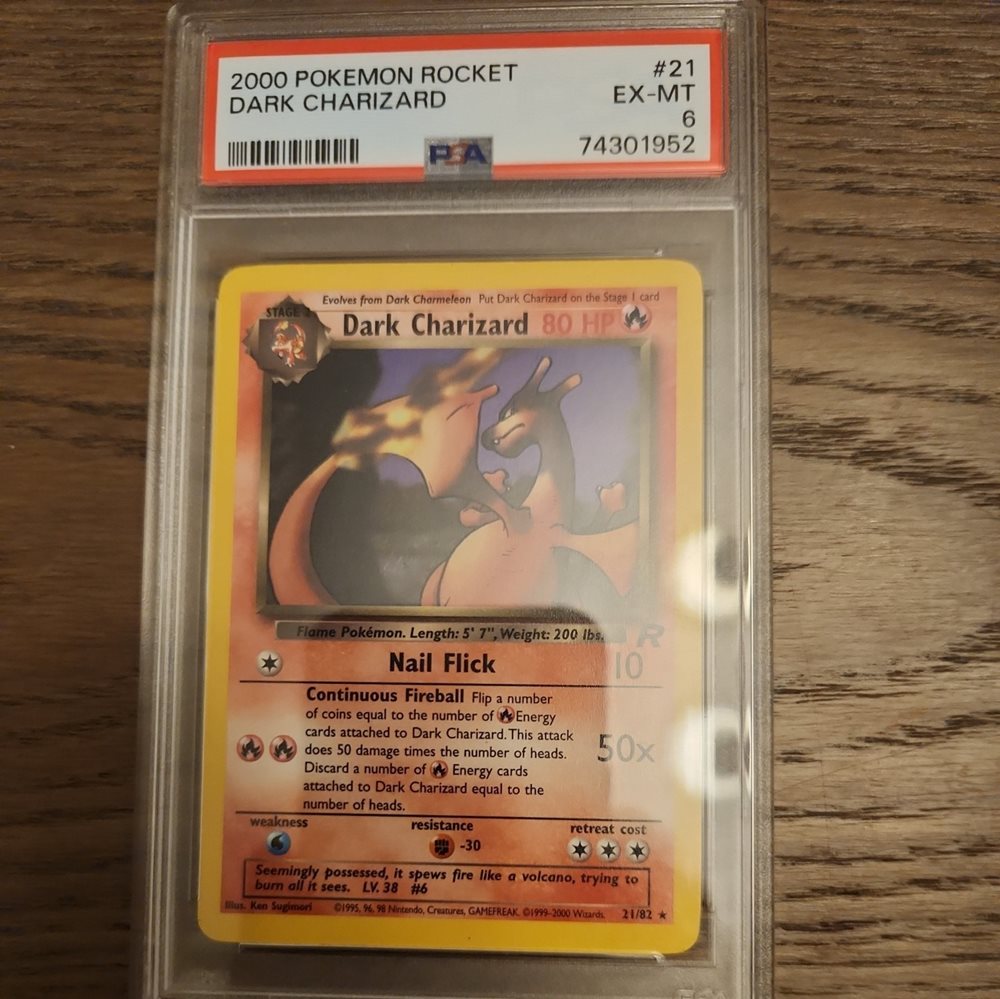 2000 POKEMON ROCKET #21
DARK CHARIZARD EX-MT
6
PSA 74301952
Evolves from Dark Charmeleon Put Dark Charizard on the Stage 1 card
STAGE 2
Dark Charizard 80 HP
Flame Pokémon. Length: 5' 7", Weight: 200 lbs.
R
Nail Flick 10
Continuous Fireball Flip a number
of coins equal to the number of Energy
cards attached to Dark Charizard. This attack
does 50 damage times the number of heads. 50x
Discard a number of Energy cards
attached to Dark Charizard equal to the
number of heads.
weakness resistance retreat cost
-30
Seemingly possessed, it spews fire like a volcano, trying to
burn all it sees. LV. 38 #6
Illus. Ken Sugimori ©1995, 96, 98 Nintendo, Creatures, GAMEFREAK. ©1999-2000 Wizards. 21/82 ★